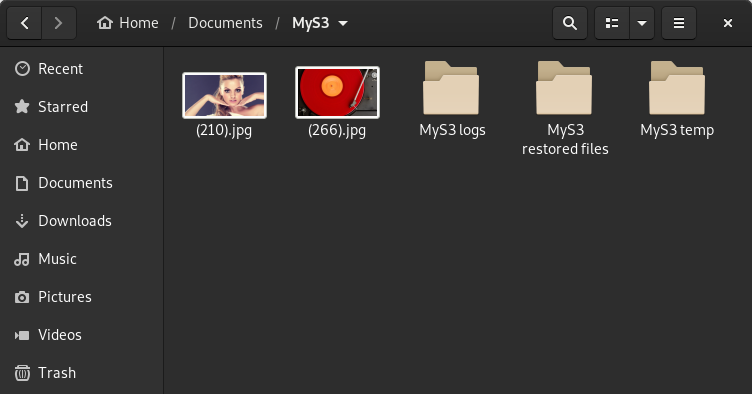 Home / Documents / MyS3
Recent
Starred
Home
Documents
Downloads
Music
Pictures
Videos
Trash
(210).jpg
(266).jpg
MyS3 logs
MyS3
restored files
MyS3 temp